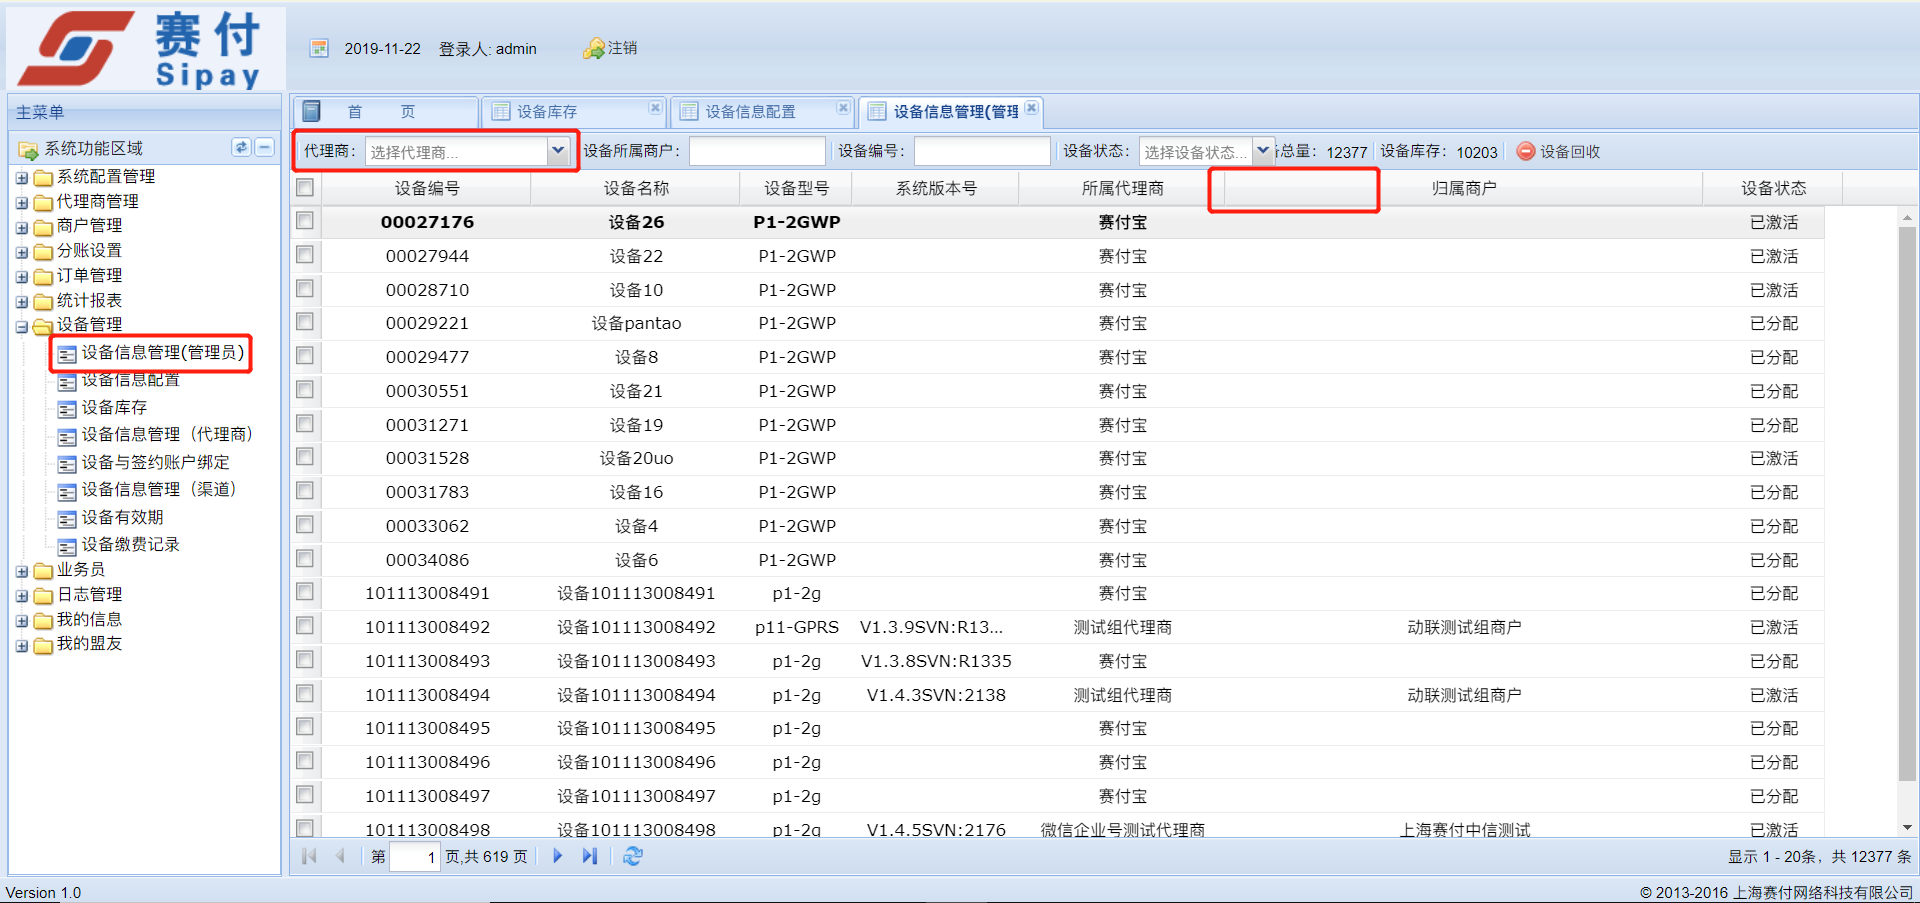 赛付
Sipay
2019-11-22 登录人: admin 注销
主菜单
系统功能区域
系统配置管理
代理商管理
商户管理
分账设置
订单管理
统计报表
设备管理
设备信息管理(管理员)
设备信息配置
设备库存
设备信息管理（代理商）
设备与签约账户绑定
设备信息管理（渠道）
设备有效期
设备缴费记录
业务员
日志管理
我的信息
我的盟友
首 页 设备库存 设备信息配置 设备信息管理(管理
代理商： 选择代理商... 设备所属商户： 设备编号： 设备状态： 选择设备状态... 总量： 12377 设备库存： 10203 设备回收
设备编号 设备名称 设备型号 系统版本号 所属代理商 归属商户 设备状态
00027176 设备26 P1-2GWP 赛付宝 已激活
00027944 设备22 P1-2GWP 赛付宝 已激活
00028710 设备10 P1-2GWP 赛付宝 已激活
00029221 设备pantao P1-2GWP 赛付宝 已分配
00029477 设备8 P1-2GWP 赛付宝 已分配
00030551 设备21 P1-2GWP 赛付宝 已分配
00031271 设备19 P1-2GWP 赛付宝 已分配
00031528 设备20uo P1-2GWP 赛付宝 已激活
00031783 设备16 P1-2GWP 赛付宝 已分配
00033062 设备4 P1-2GWP 赛付宝 已分配
00034086 设备6 P1-2GWP 赛付宝 已分配
101113008491 设备101113008491 p1-2g 赛付宝 已分配
101113008492 设备101113008492 p11-GPRS V1.3.9SVN:R13... 测试组代理商 动联测试组商户 已激活
101113008493 设备101113008493 p1-2g V1.3.8SVN:R1335 赛付宝 已分配
101113008494 设备101113008494 p1-2g V1.4.3SVN:2138 测试组代理商 动联测试组商户 已激活
101113008495 设备101113008495 p1-2g 赛付宝 已分配
101113008496 设备101113008496 p1-2g 赛付宝 已分配
101113008497 设备101113008497 p1-2g 赛付宝 已分配
101113008498 设备101113008498 p1-2g V1.4.5SVN:2176 微信企业号测试代理商 上海赛付中信测试 已激活
第 1 页,共 619 页 显示 1 - 20条，共 12377 条
Version 1.0 © 2013-2016 上海赛付网络科技有限公司